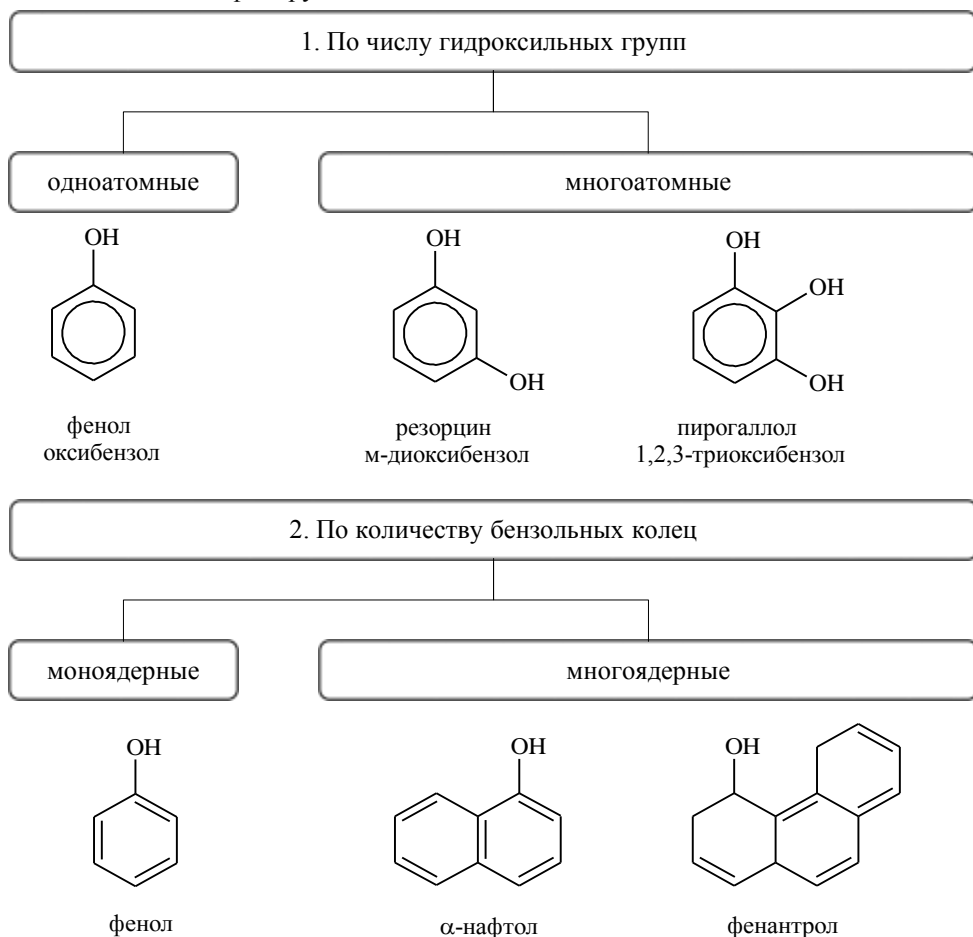 1. По числу гидроксильных групп
одноатомные
многоатомные
OH
OH
OH
OH
OH
OH
фенол
оксибензол
резорцин
м-диоксибензол
пирогаллол
1,2,3-триоксибензол
2. По количеству бензольных колец
моноядерные
многоядерные
OH
OH
OH
фенол
α-нафтол
фенантрол